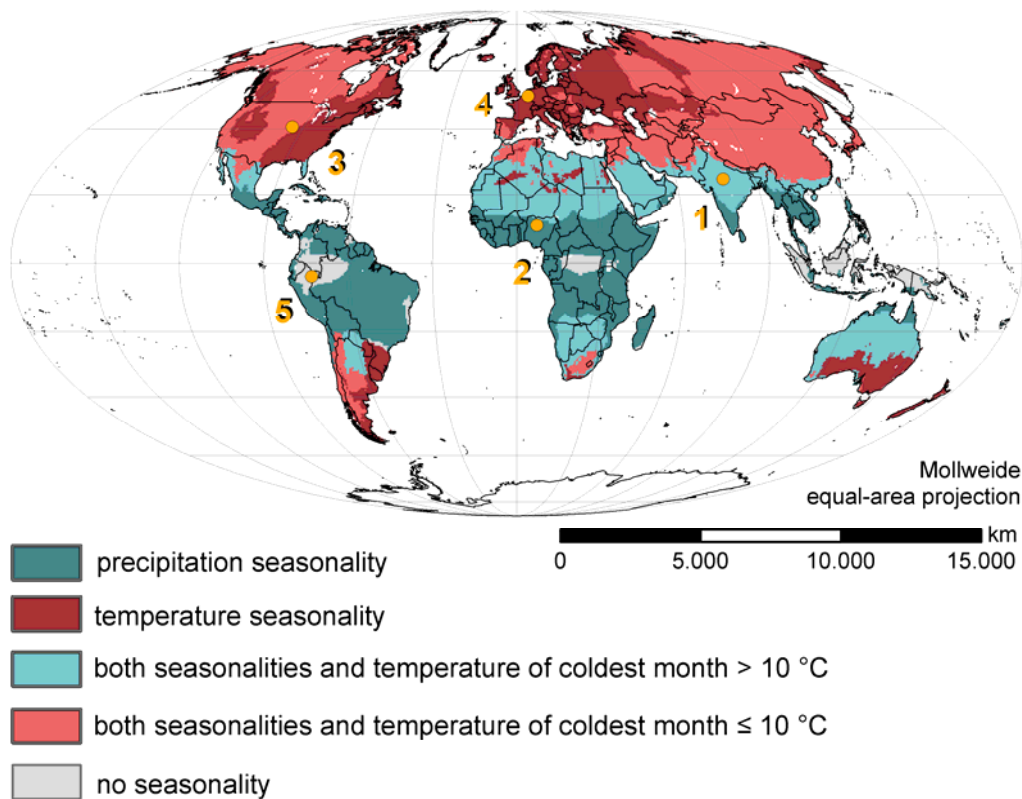 4
3
1
2
5
Mollweide
equal-area projection
km
0 5.000 10.000 15.000
precipitation seasonality
temperature seasonality
both seasonalities and temperature of coldest month > 10 °C
both seasonalities and temperature of coldest month ≤ 10 °C
no seasonality